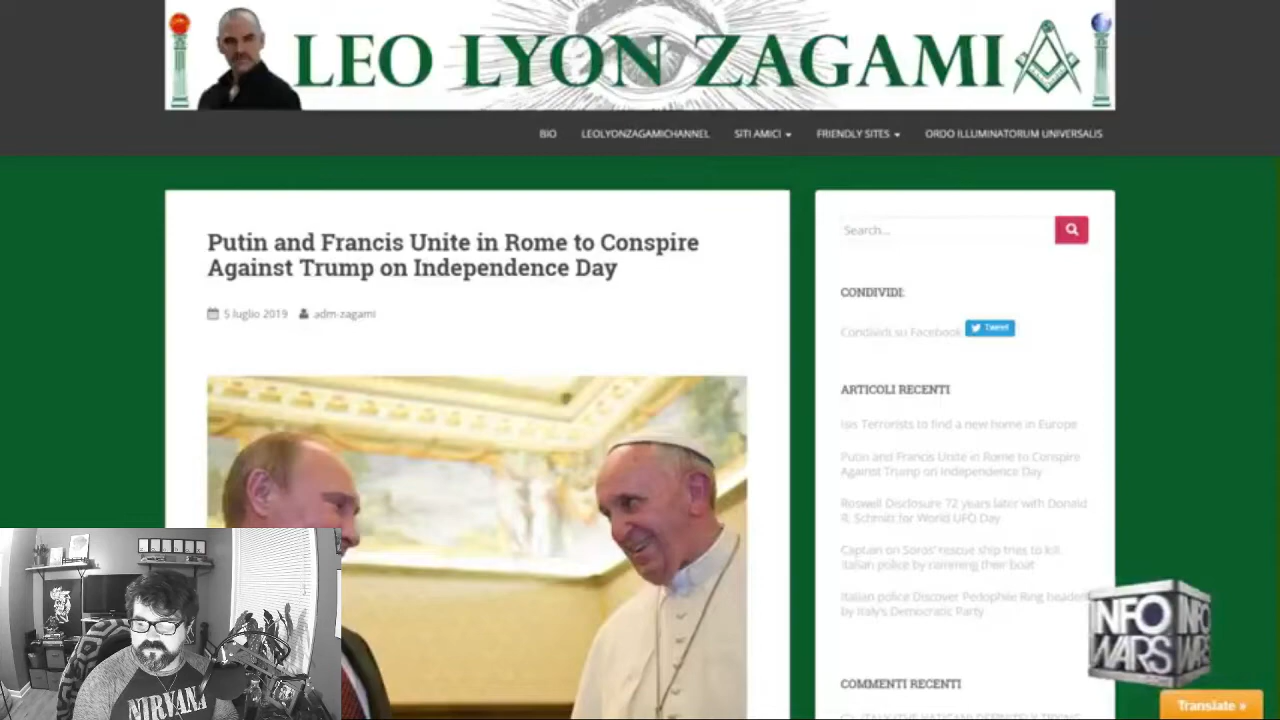 LEO LYON ZAGAMI
BIO
LEOLYONZAGAMICHANNEL
SITI AMICI
FRIENDLY SITES
ORDO ILLUMINATORUM UNIVERSALIS
Putin and Francis Unite in Rome to Conspire
Against Trump on Independence Day
5 luglio 2019
adm-zagami
Search...
CONDIVIDI:
Condividi su Facebook
Tweet
ARTICOLI RECENTI
Isis Terrorists to find a new home in Europe
Putin and Francis Unite in Rome to Conspire
Against Trump on Independence Day
Roswell Disclosure 72 years later with Donald
R. Schmitt for World UFO Day
Captain on Soros' rescue ship tries to kill
Italian police by ramming their boat
Italian police Discover Pedophile Ring headed
by Italy's Democratic Party
COMMENTI RECENTI
INFO
WARS
INFO
WARS
Translate »
NIRVANA